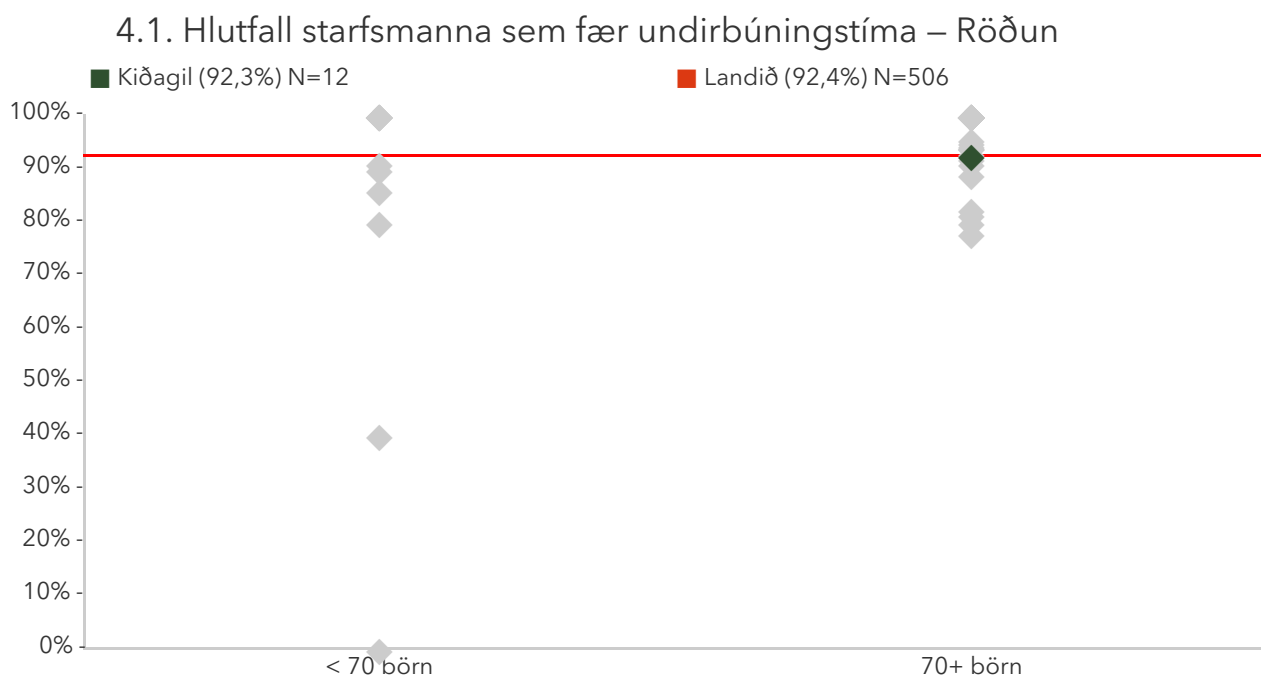 4.1. Hlutfall starfsmanna sem fær undirbúningstíma – Röðun
Kiðagil (92,3%) N=12
Landið (92,4%) N=506
100%
90%
80%
70%
60%
50%
40%
30%
20%
10%
0%
< 70 börn
70+ börn